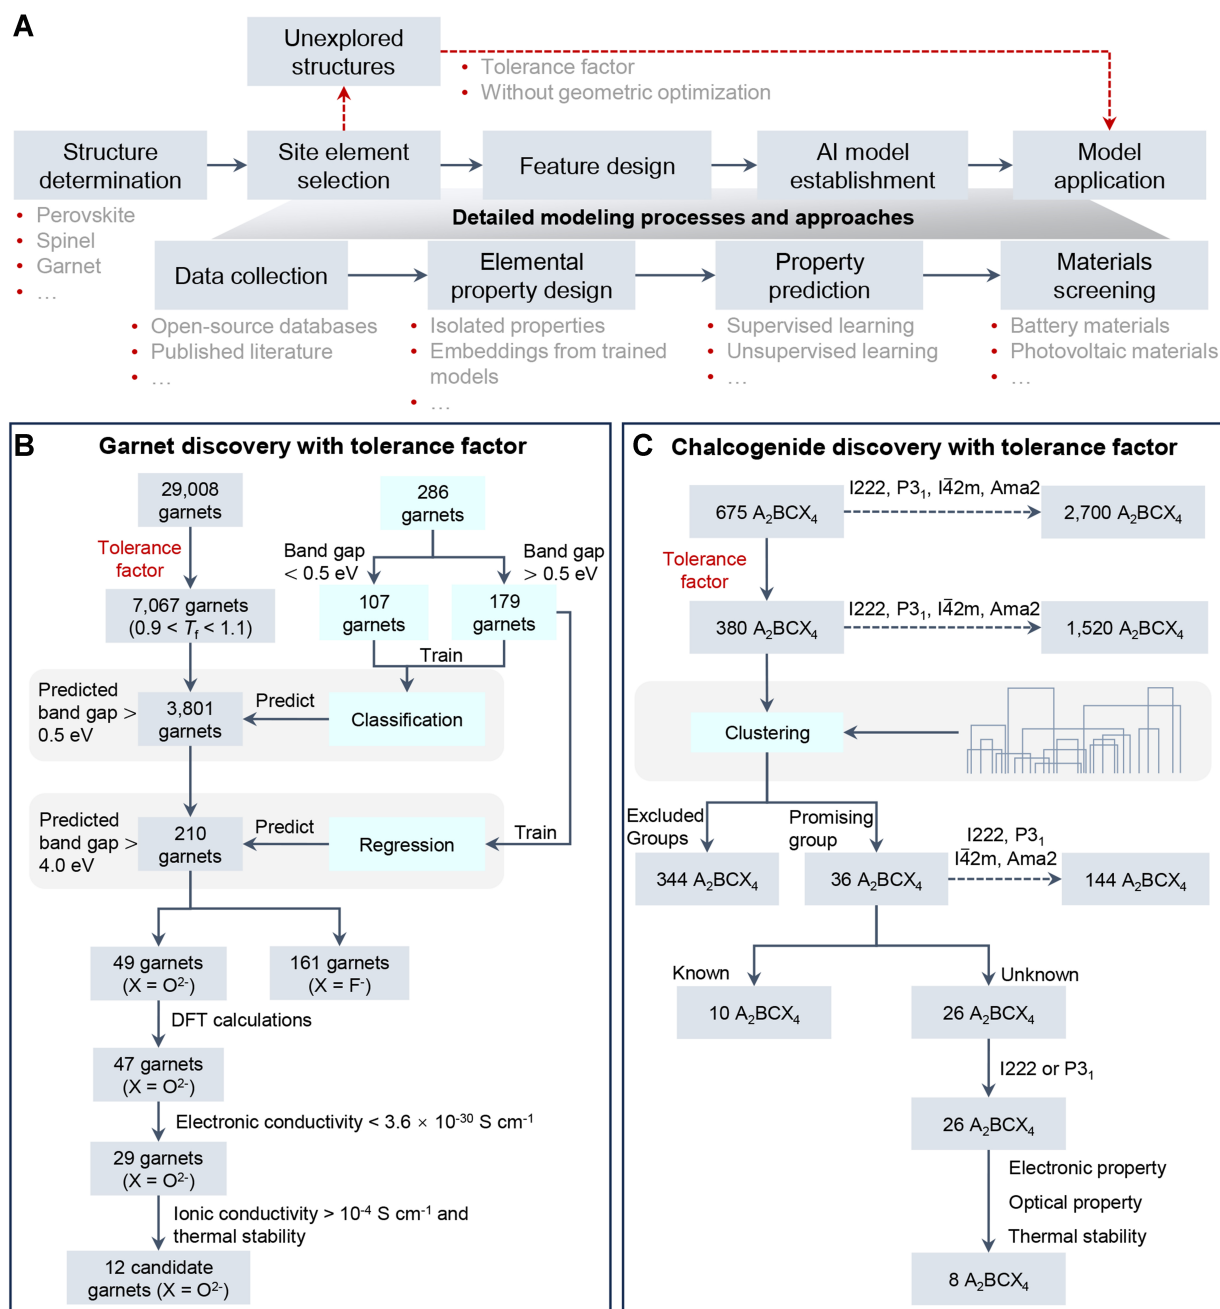 A
Unexplored
structures
• Tolerance factor
• Without geometric optimization
Structure
determination
Site element
selection
Feature design
AI model
establishment
Model
application
• Perovskite
• Spinel
• Garnet
• …
Detailed modeling processes and approaches
Data collection
Elemental
property design
Property
prediction
Materials
screening
• Open-source databases
• Published literature
• …
• Isolated properties
• Embeddings from trained
models
• …
• Supervised learning
• Unsupervised learning
• …
• Battery materials
• Photovoltaic materials
• …
B
Garnet discovery with tolerance factor
29,008
garnets
286
garnets
Tolerance
factor
Band gap
< 0.5 eV
Band gap
> 0.5 eV
7,067 garnets
(0.9 < T_f < 1.1)
107
garnets
179
garnets
Train
Predicted
band gap >
0.5 eV
3,801
garnets
Predict
Classification
Predicted
band gap >
4.0 eV
210
garnets
Predict
Regression
Train
49 garnets
(X = O²⁻)
161 garnets
(X = F⁻)
DFT calculations
47 garnets
(X = O²⁻)
Electronic conductivity < 3.6 × 10⁻³⁰ S cm⁻¹
29 garnets
(X = O²⁻)
Ionic conductivity > 10⁻⁴ S cm⁻¹ and
thermal stability
12 candidate
garnets (X = O²⁻)
C
Chalcogenide discovery with tolerance factor
675 A₂BCX₄
I222, P3₁, I4̅2m, Ama2
2,700 A₂BCX₄
Tolerance
factor
380 A₂BCX₄
I222, P3₁, I4̅2m, Ama2
1,520 A₂BCX₄
Clustering
Excluded
Groups
Promising
group
I222, P3₁
I4̅2m, Ama2
344 A₂BCX₄
36 A₂BCX₄
144 A₂BCX₄
Known
Unknown
10 A₂BCX₄
26 A₂BCX₄
I222 or P3₁
26 A₂BCX₄
Electronic property
Optical property
Thermal stability
8 A₂BCX₄